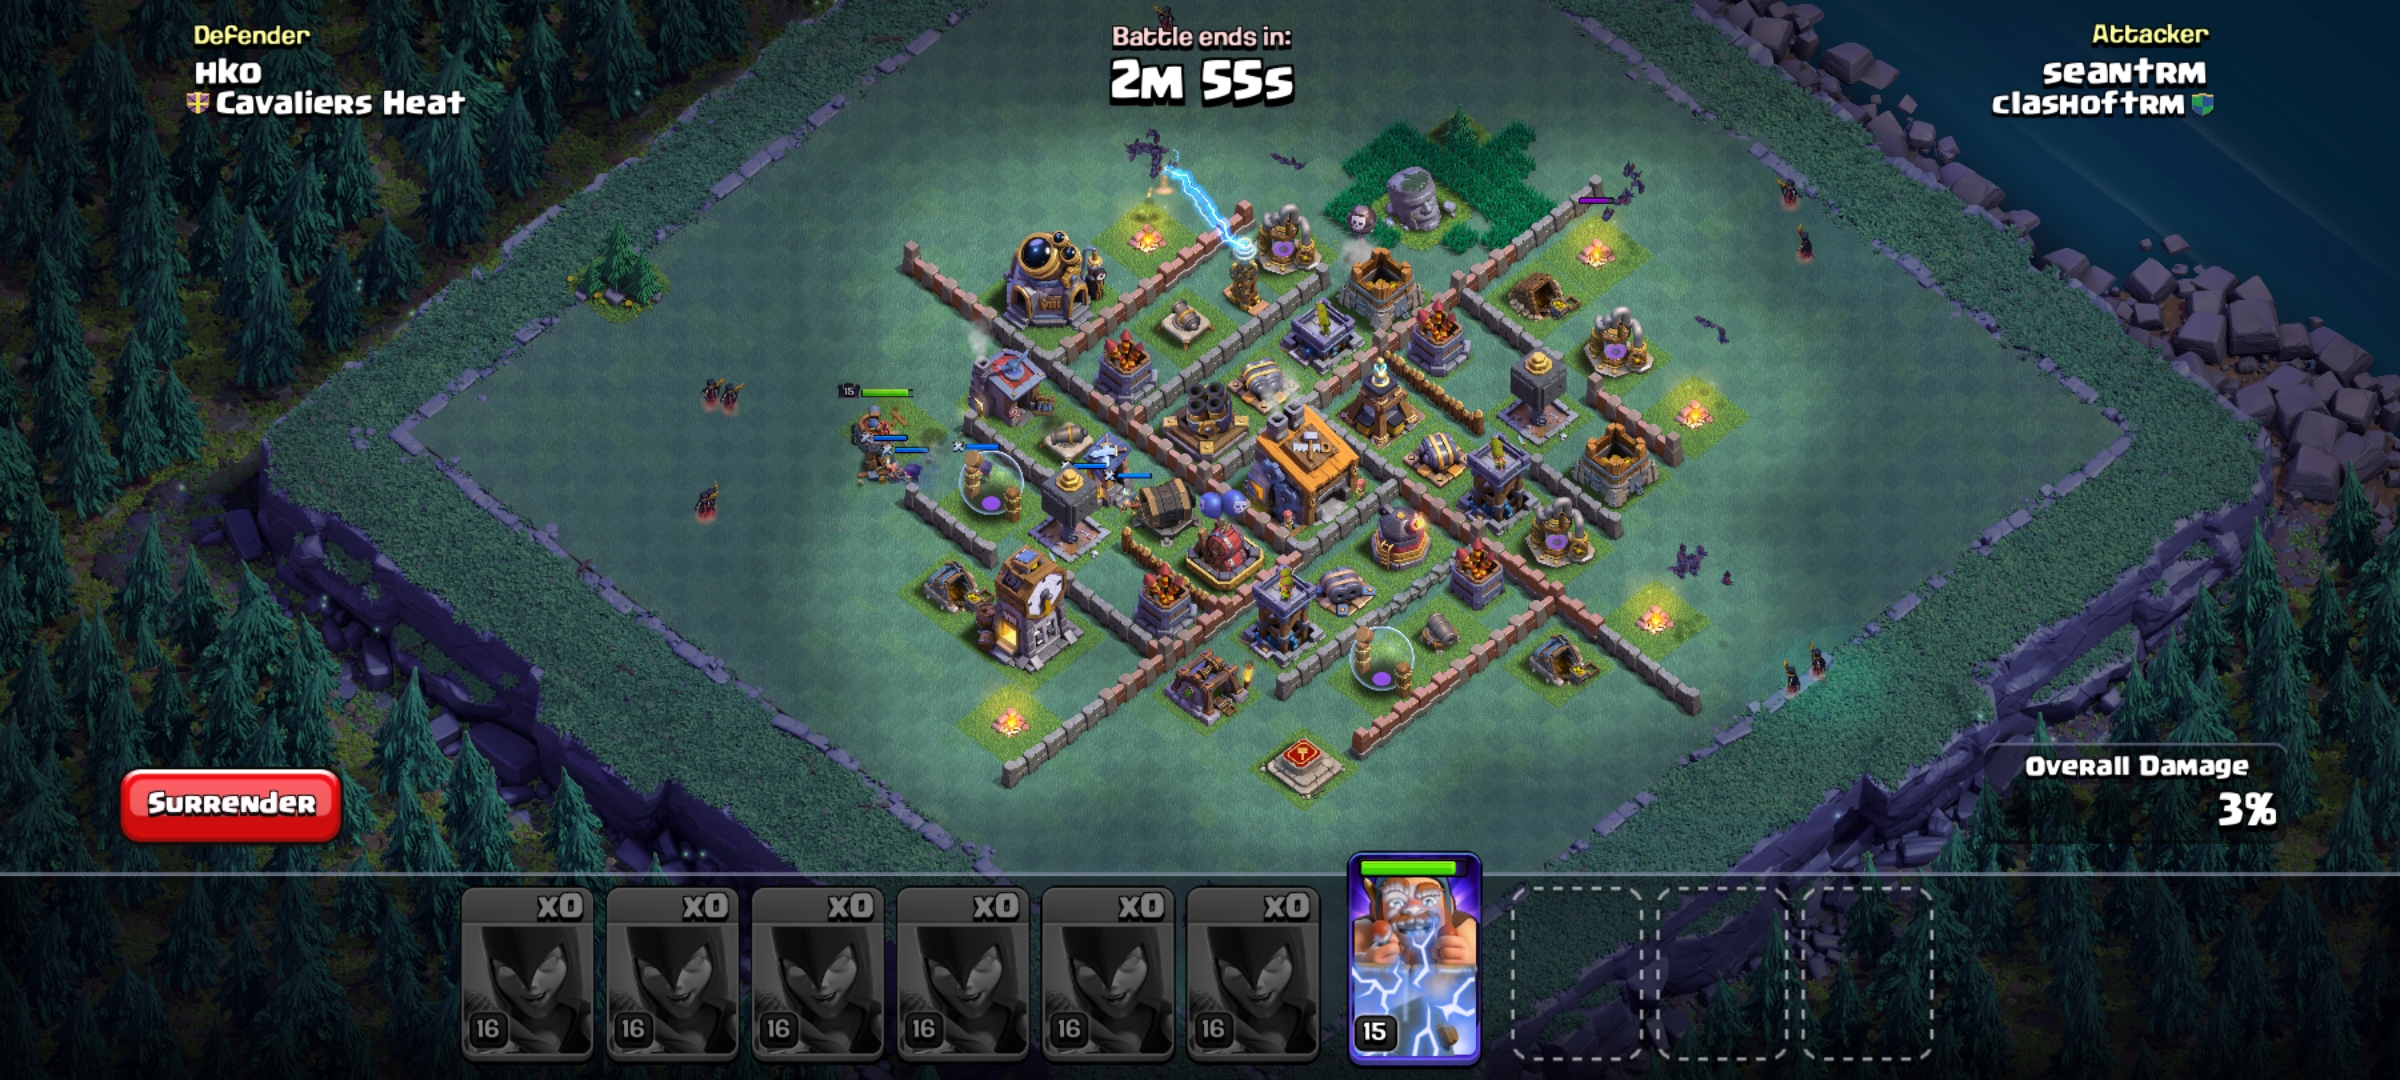 Defender
Hko
Cavaliers Heat
Battle ends in:
2M 55s
Attacker
seantRM
clashoftRM
15
VIII
Surrender
Overall Damage
3%
x0
x0
x0
x0
x0
x0
16
16
16
16
16
16
15